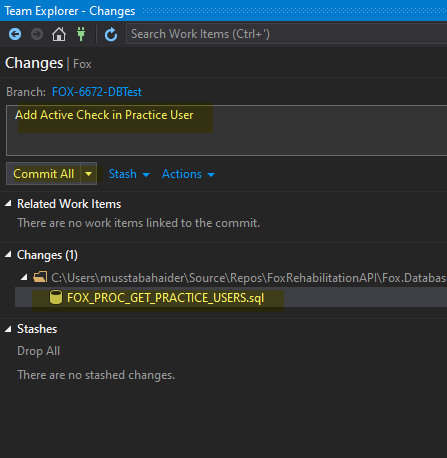 Team Explorer - Changes
Search Work Items (Ctrl+')
Changes | Fox
Branch: FOX-6672-DBTest
Add Active Check in Practice User
Commit All Stash Actions
Related Work Items
There are no work items linked to the commit.
Changes (1)
C:\Users\musstabahaider\Source\Repos\FoxRehabilitationAPI\Fox.Databas
FOX_PROC_GET_PRACTICE_USERS.sql
Stashes
Drop All
There are no stashed changes.